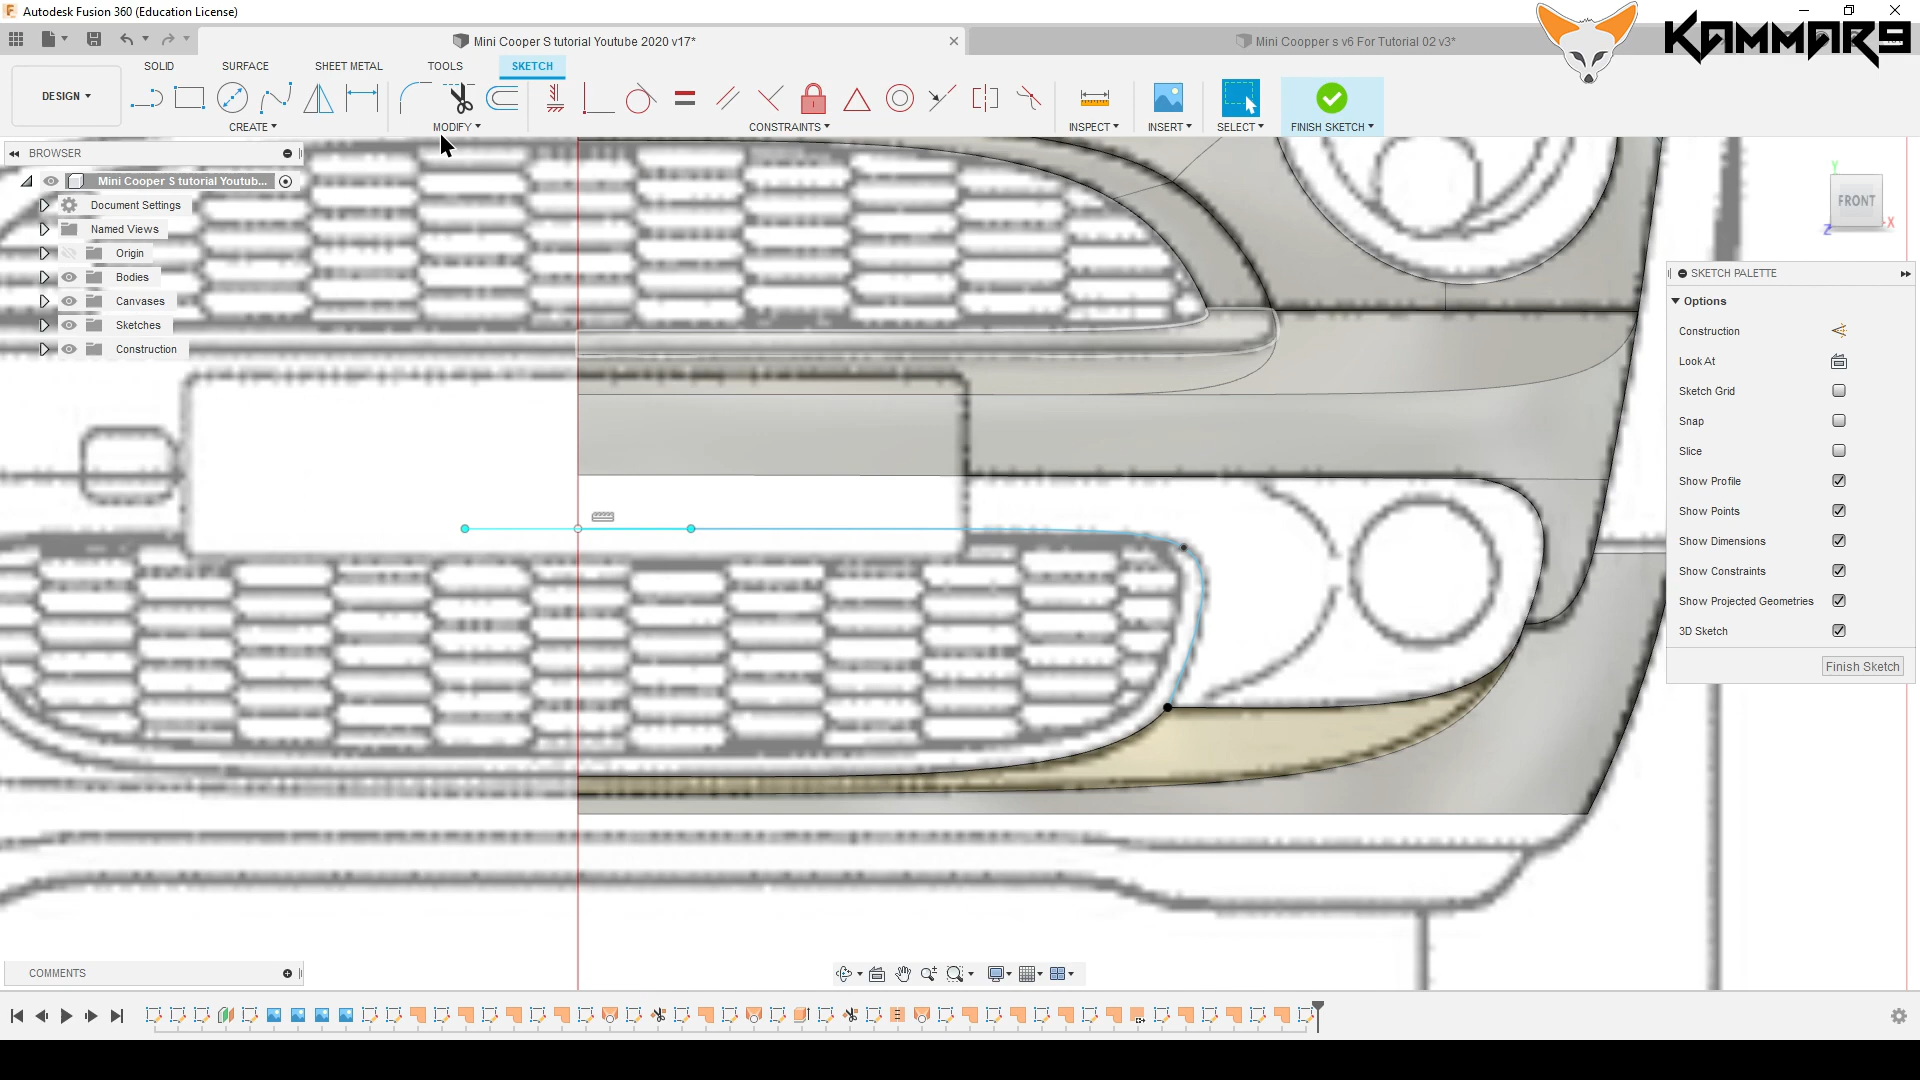 Autodesk Fusion 360 (Education License)
Mini Cooper S tutorial Youtube 2020 v17*
Mini Coopper s v6 For Tutorial 02 v3*
KAMMAR9
SOLID
SURFACE
SHEET METAL
TOOLS
SKETCH
DESIGN
CREATE
MODIFY
CONSTRAINTS
INSPECT
INSERT
SELECT
FINISH SKETCH
BROWSER
Mini Cooper S tutorial Youtub...
Document Settings
Named Views
Origin
Bodies
Canvases
Sketches
Construction
Y
FRONT
X
Z
SKETCH PALETTE
Options
Construction
Look At
Sketch Grid
Snap
Slice
Show Profile
Show Points
Show Dimensions
Show Constraints
Show Projected Geometries
3D Sketch
Finish Sketch
COMMENTS